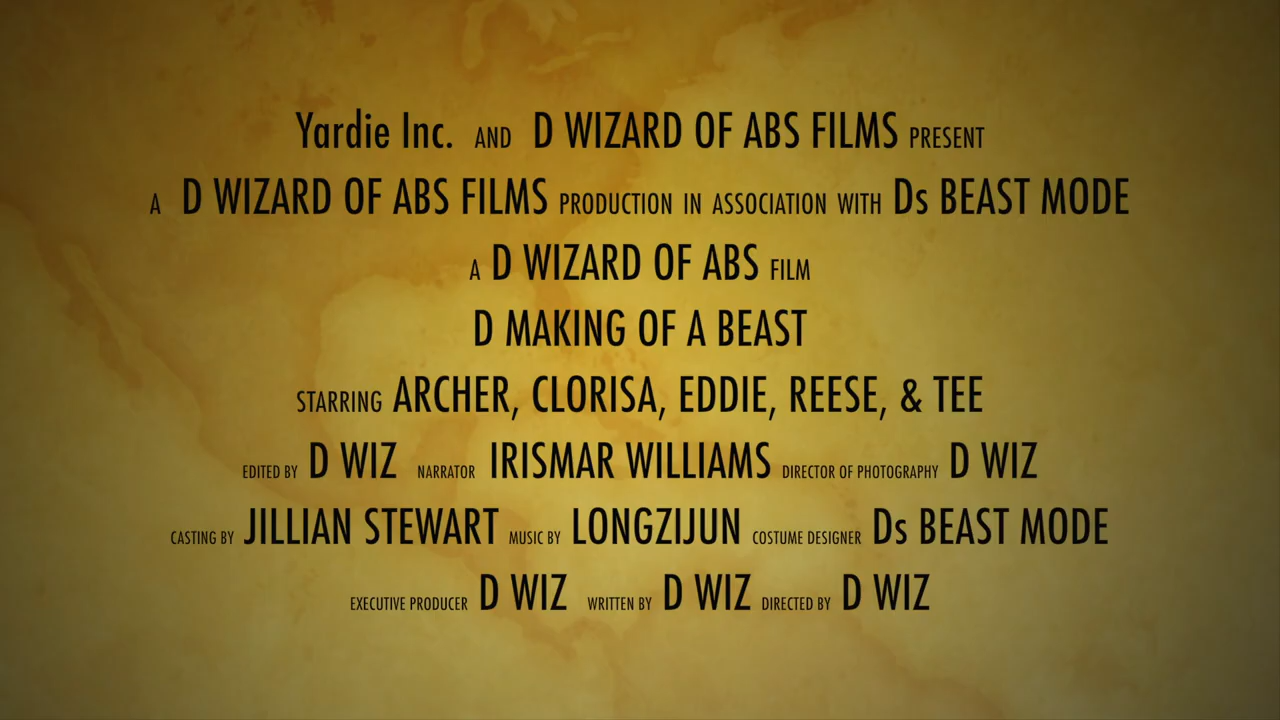 Yardie Inc. AND D WIZARD OF ABS FILMS PRESENT
A D WIZARD OF ABS FILMS PRODUCTION IN ASSOCIATION WITH Ds BEAST MODE
A D WIZARD OF ABS FILM
D MAKING OF A BEAST
STARRING ARCHER, CLORISA, EDDIE, REESE, & TEE
EDITED BY D WIZ NARRATOR IRISMAR WILLIAMS DIRECTOR OF PHOTOGRAPHY D WIZ
CASTING BY JILLIAN STEWART MUSIC BY LONGZIJUN COSTUME DESIGNER Ds BEAST MODE
EXECUTIVE PRODUCER D WIZ WRITTEN BY D WIZ DIRECTED BY D WIZ